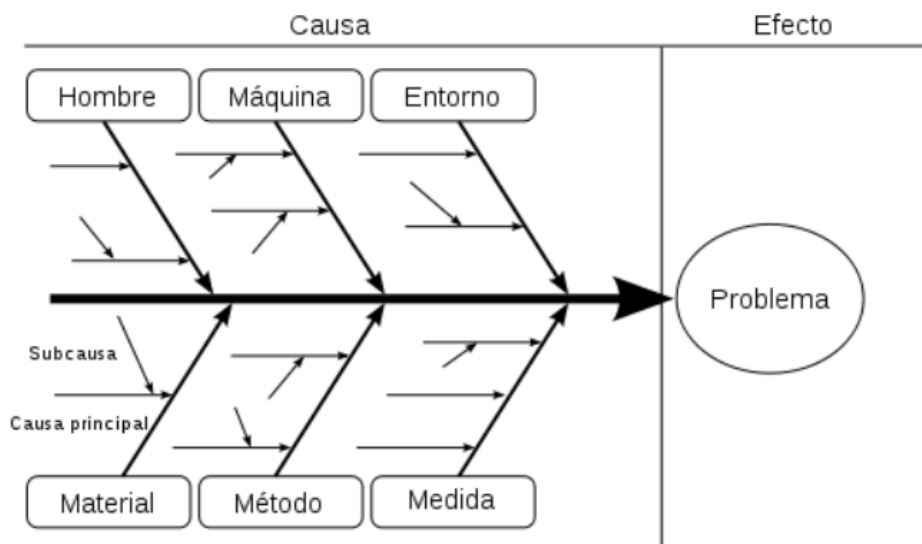 Causa
Efecto
Hombre
Máquina
Entorno
Problema
Subcausa
Causa principal
Material
Método
Medida